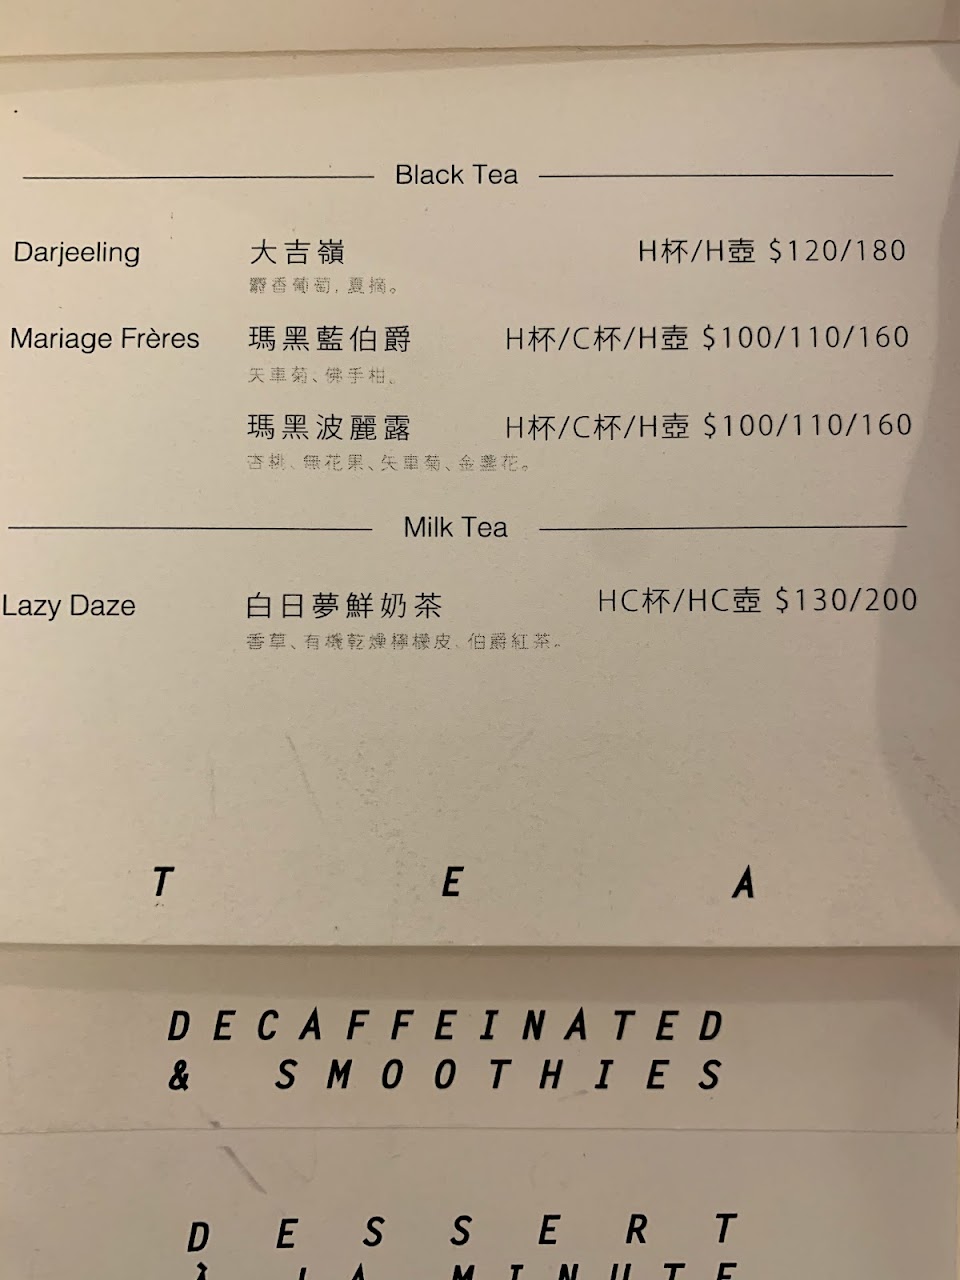 Black Tea
Darjeeling 大吉嶺 H杯/H壺 $120/180
麝香葡萄, 夏摘。
Mariage Frères 瑪黑藍伯爵 H杯/C杯/H壺 $100/110/160
矢車菊、佛手柑。
瑪黑波麗露 H杯/C杯/H壺 $100/110/160
杏桃、無花果、矢車菊、金盞花。
Milk Tea
Lazy Daze 白日夢鮮奶茶 HC杯/HC壺 $130/200
香草、有機乾燥檸檬皮、伯爵紅茶。
TEA
DECAFFEINATED
& SMOOTHIES
DESSERT
À LA MINUTE